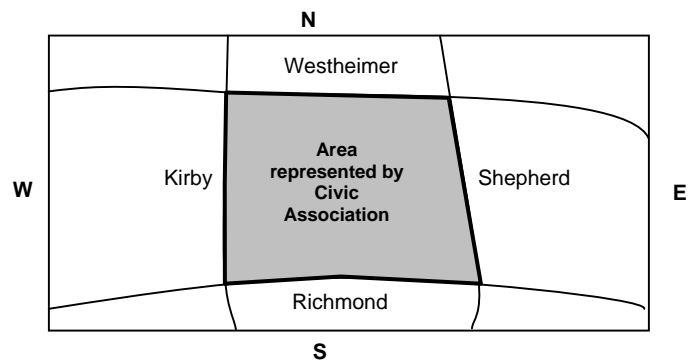 N
Westheimer
Area
represented by
Civic
Association
Kirby
Shepherd
W
E
Richmond
S